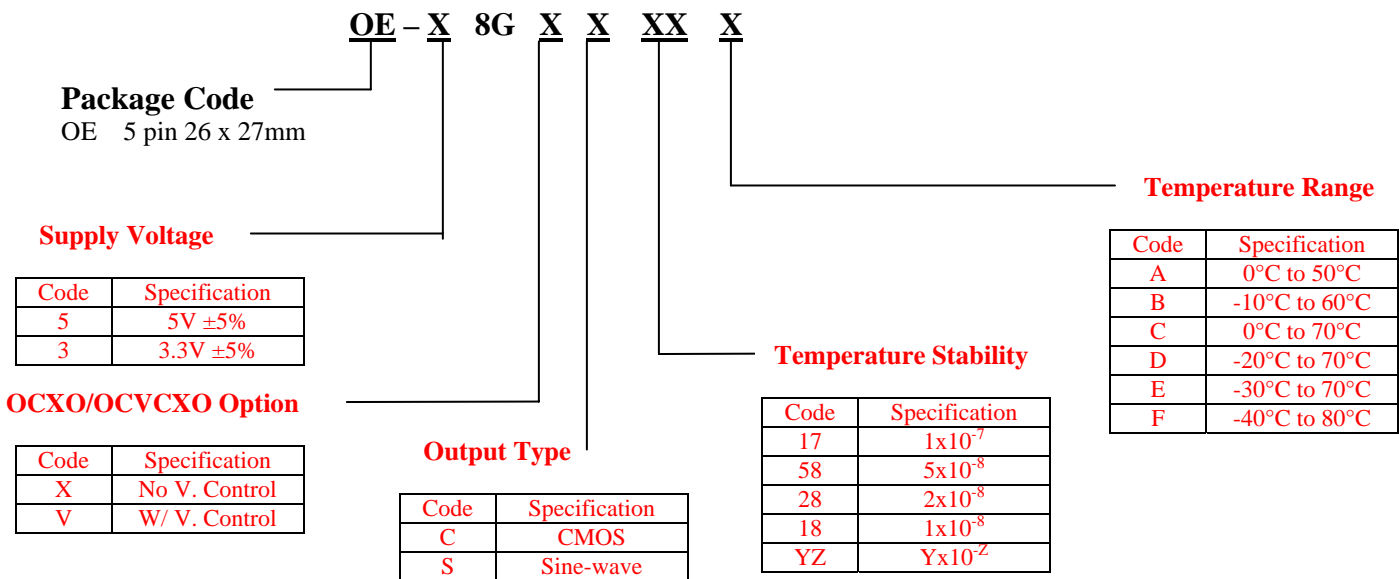 OE – X 8G X X XX X
Package Code
OE 5 pin 26 x 27mm
Supply Voltage
Code Specification
5 5V ±5%
3 3.3V ±5%
OCXO/OCVCXO Option
Code Specification
X No V. Control
V W/ V. Control
Output Type
Code Specification
C CMOS
S Sine-wave
Temperature Stability
Code Specification
17 1x10⁻⁷
58 5x10⁻⁸
28 2x10⁻⁸
18 1x10⁻⁸
YZ Yx10⁻ᶻ
Temperature Range
Code Specification
A 0°C to 50°C
B -10°C to 60°C
C 0°C to 70°C
D -20°C to 70°C
E -30°C to 70°C
F -40°C to 80°C